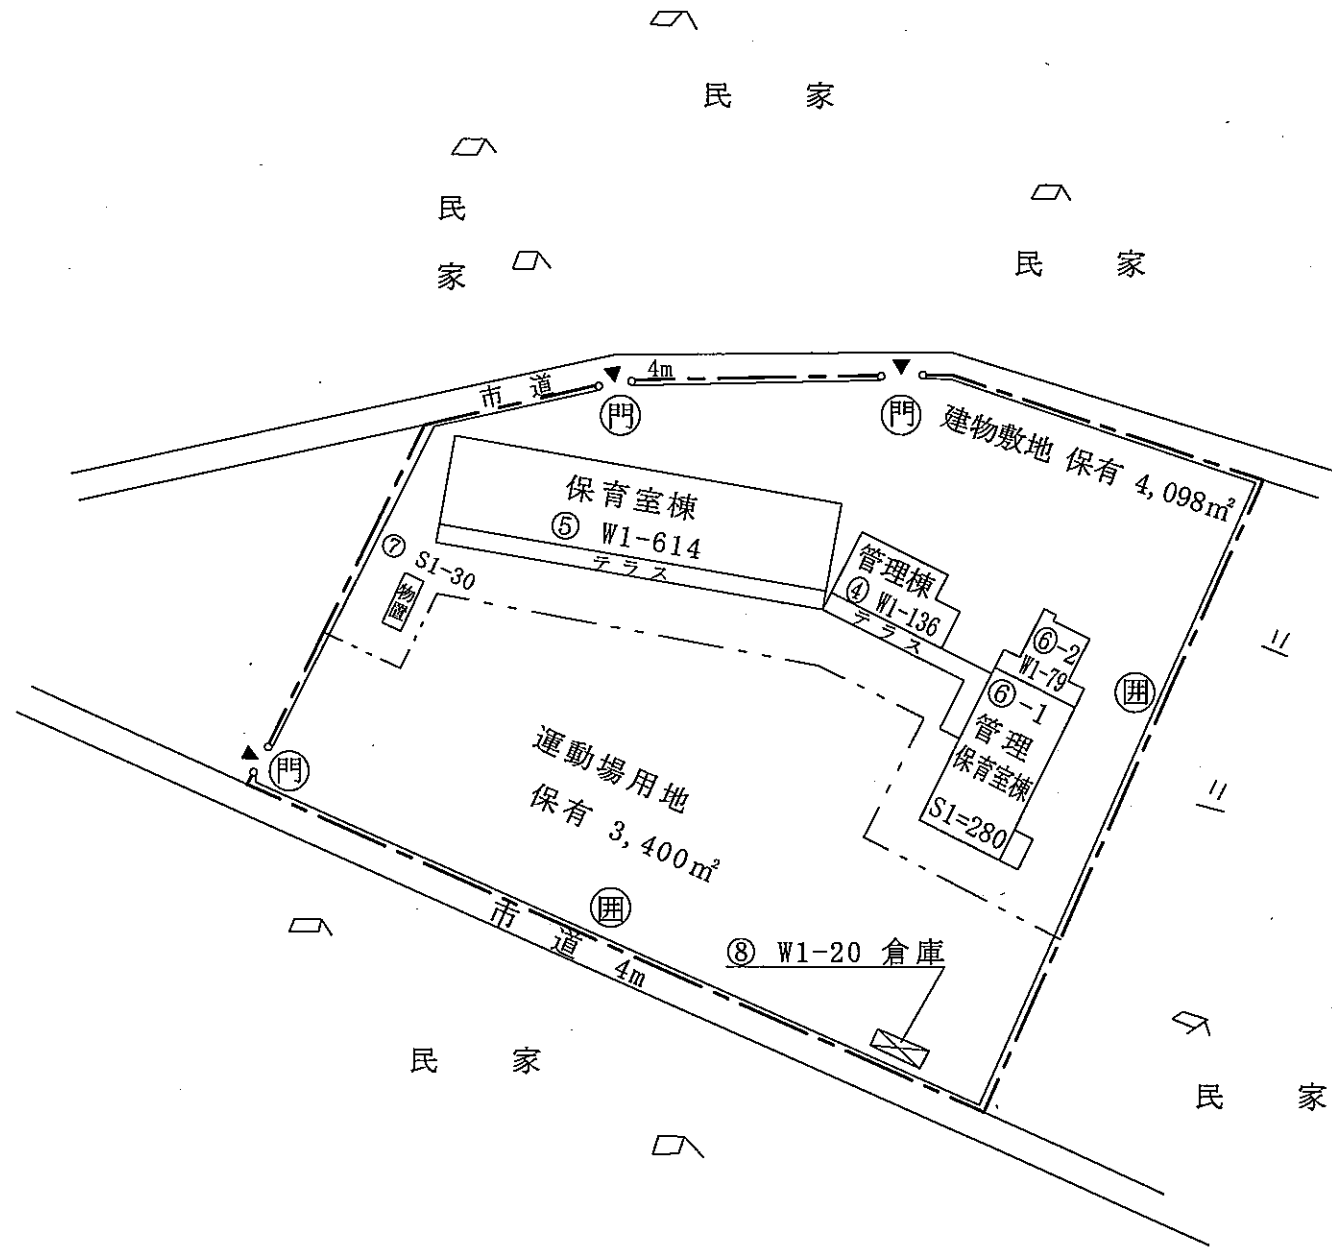 民 家
民 家
民 家
市 道
4m
門
門
建物敷地 保有 4,098㎡
保育室棟
⑤ W1-614
テラス
⑦ S1-30
物置
管理棟
④ W1-136
テラス
⑥-2
W1-79
⑥-1
管理
保育室棟
S1=280
囲
門
運動場用地
保有 3,400㎡
囲
市 道 4m
⑧ W1-20 倉庫
民 家
民 家